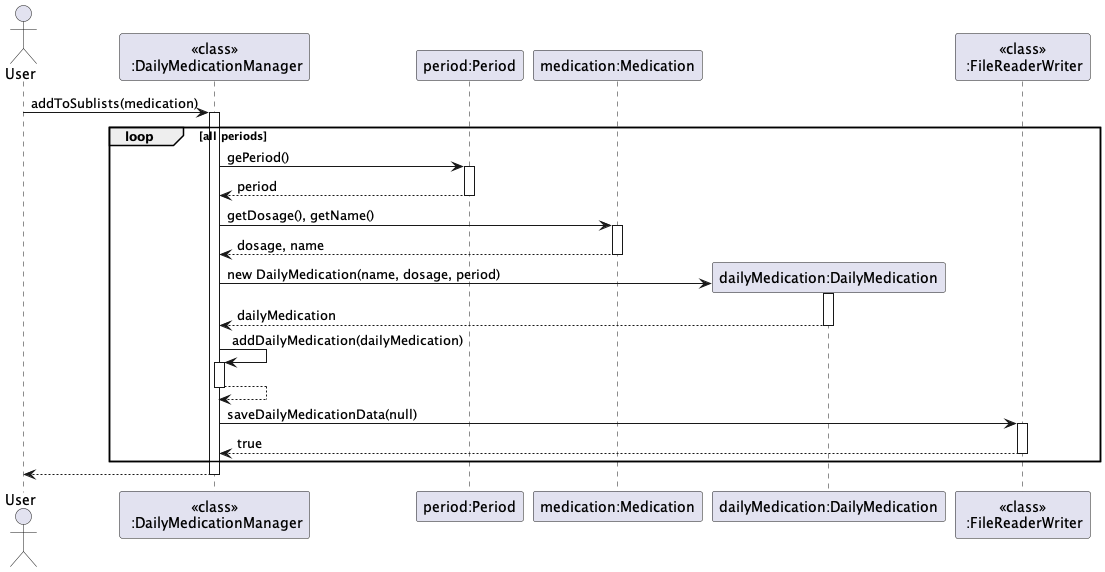 User
«class»
:DailyMedicationManager
period:Period
medication:Medication
«class»
:FileReaderWriter
addToSublists(medication)
loop
[all periods]
gePeriod()
period
getDosage(), getName()
dosage, name
new DailyMedication(name, dosage, period)
dailyMedication:DailyMedication
dailyMedication
addDailyMedication(dailyMedication)
saveDailyMedicationData(null)
true
User
«class»
:DailyMedicationManager
period:Period
medication:Medication
dailyMedication:DailyMedication
«class»
:FileReaderWriter